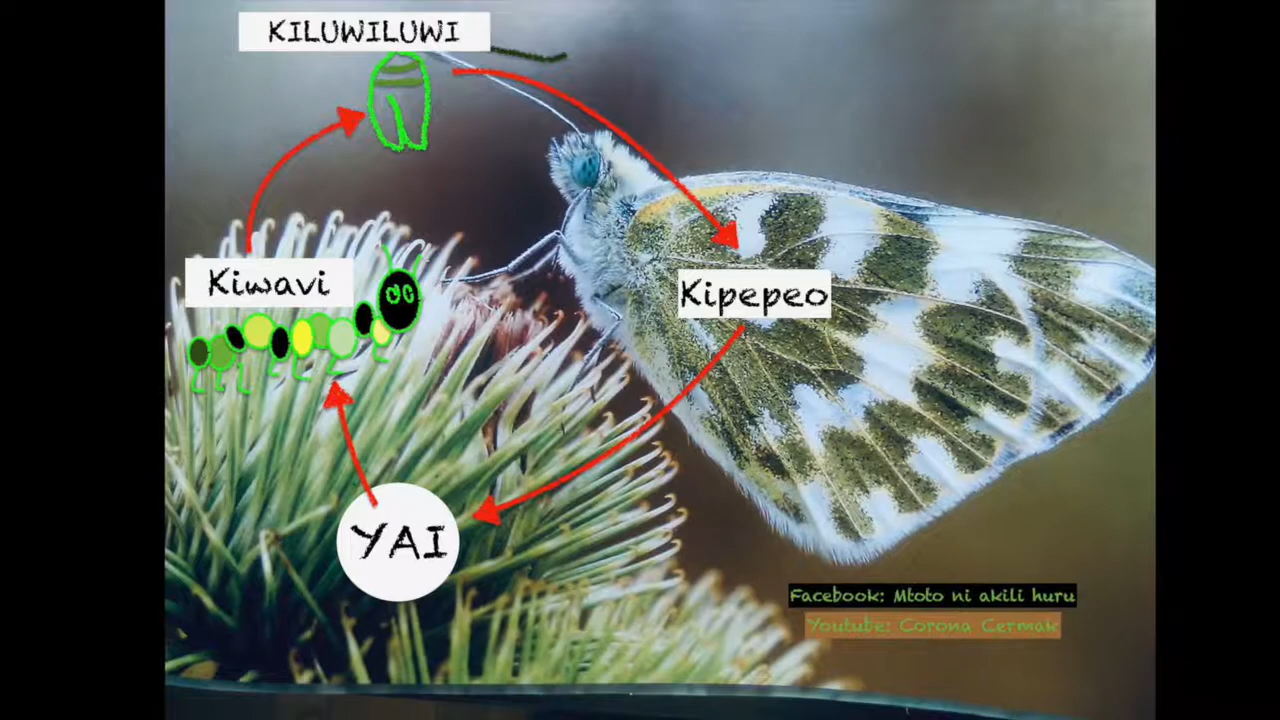 KILUWILUWI
Kiwavi
Kipepeo
YAI
Facebook: Mtoto ni akili huru
Youtube: Corona Cermak